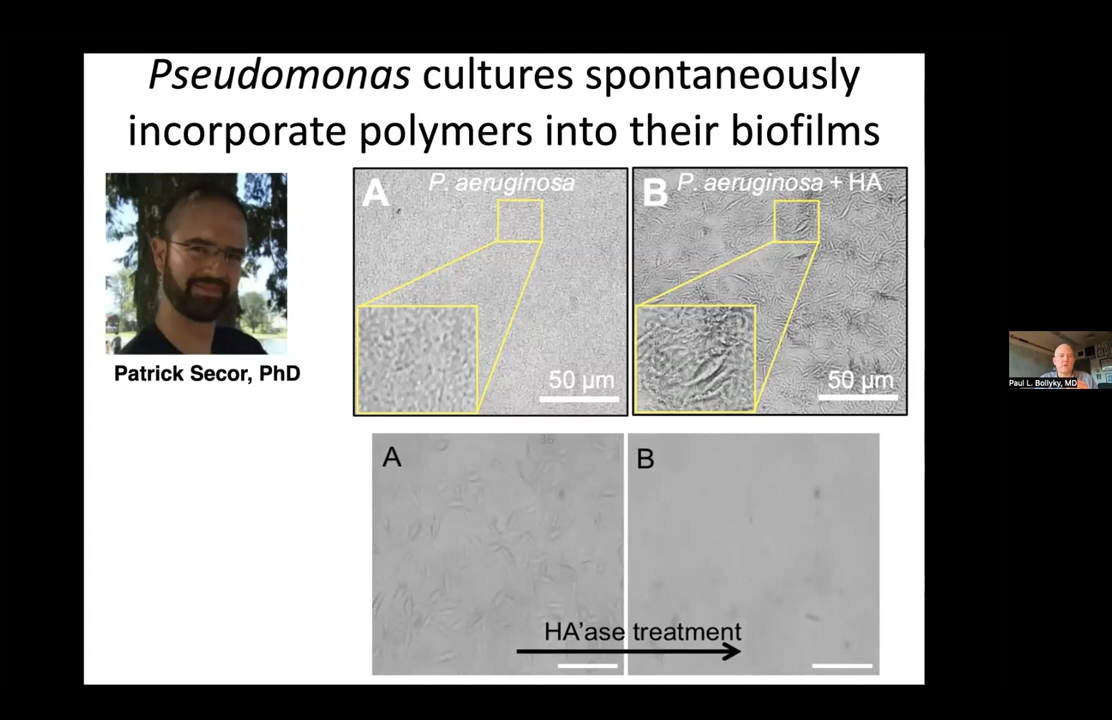 Pseudomonas cultures spontaneously
incorporate polymers into their biofilms
A
P. aeruginosa
50 µm
B
P. aeruginosa + HA
50 µm
Patrick Secor, PhD
A
36
B
HA'ase treatment
Paul L. Bollyky, MD